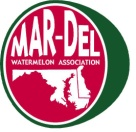 MAR-DEL
WATERMELON ASSOCIATION